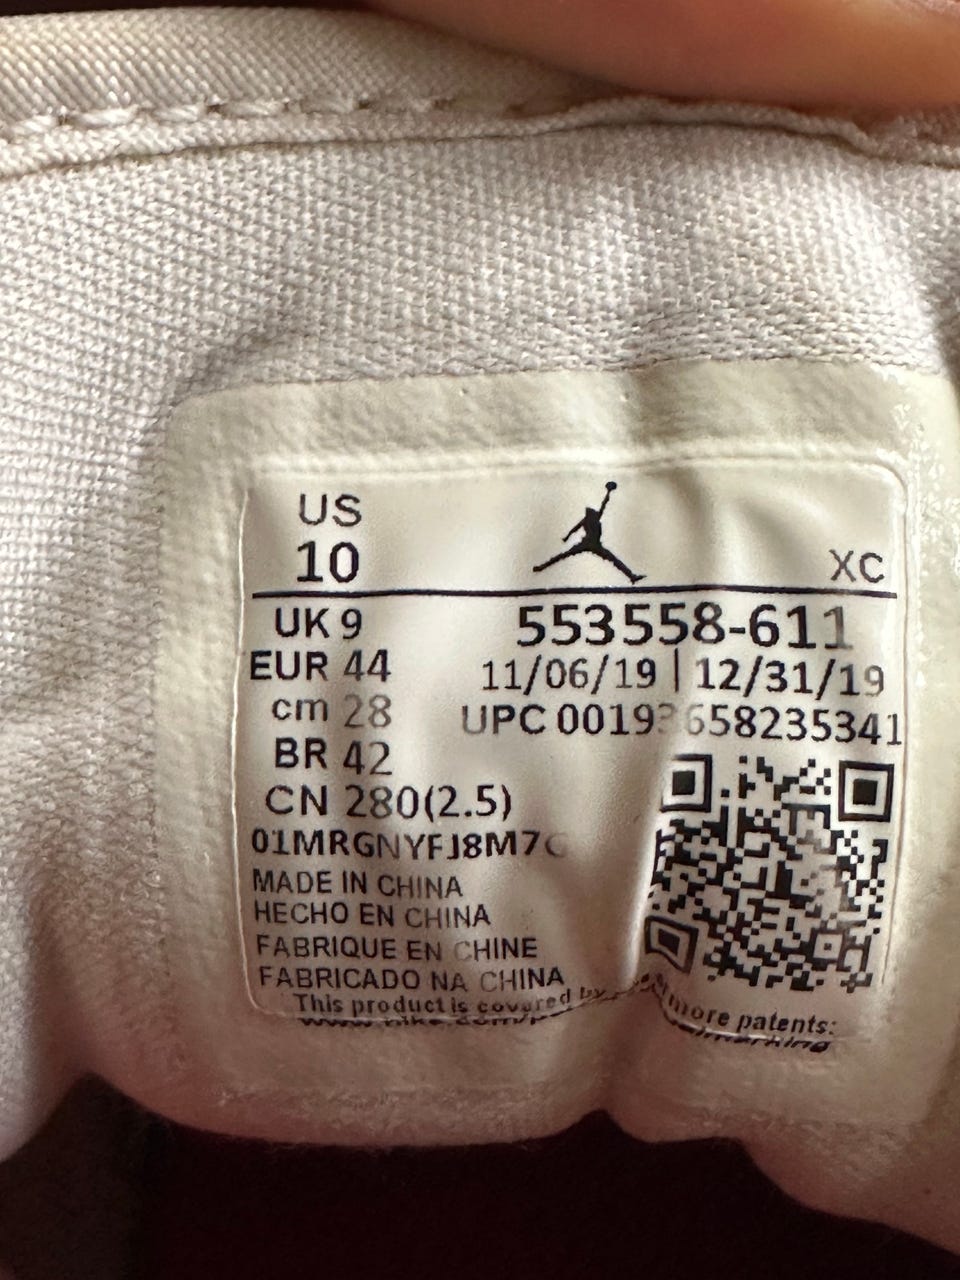 US
10
XC
UK 9
553558-611
EUR 44
11/06/19 | 12/31/19
cm 28
UPC 00193658235341
BR 42
CN 280(2.5)
01MRGNYFJ8M7
MADE IN CHINA
HECHO EN CHINA
FABRIQUE EN CHINE
FABRICADO NA CHINA
This product is covered by
more patents: